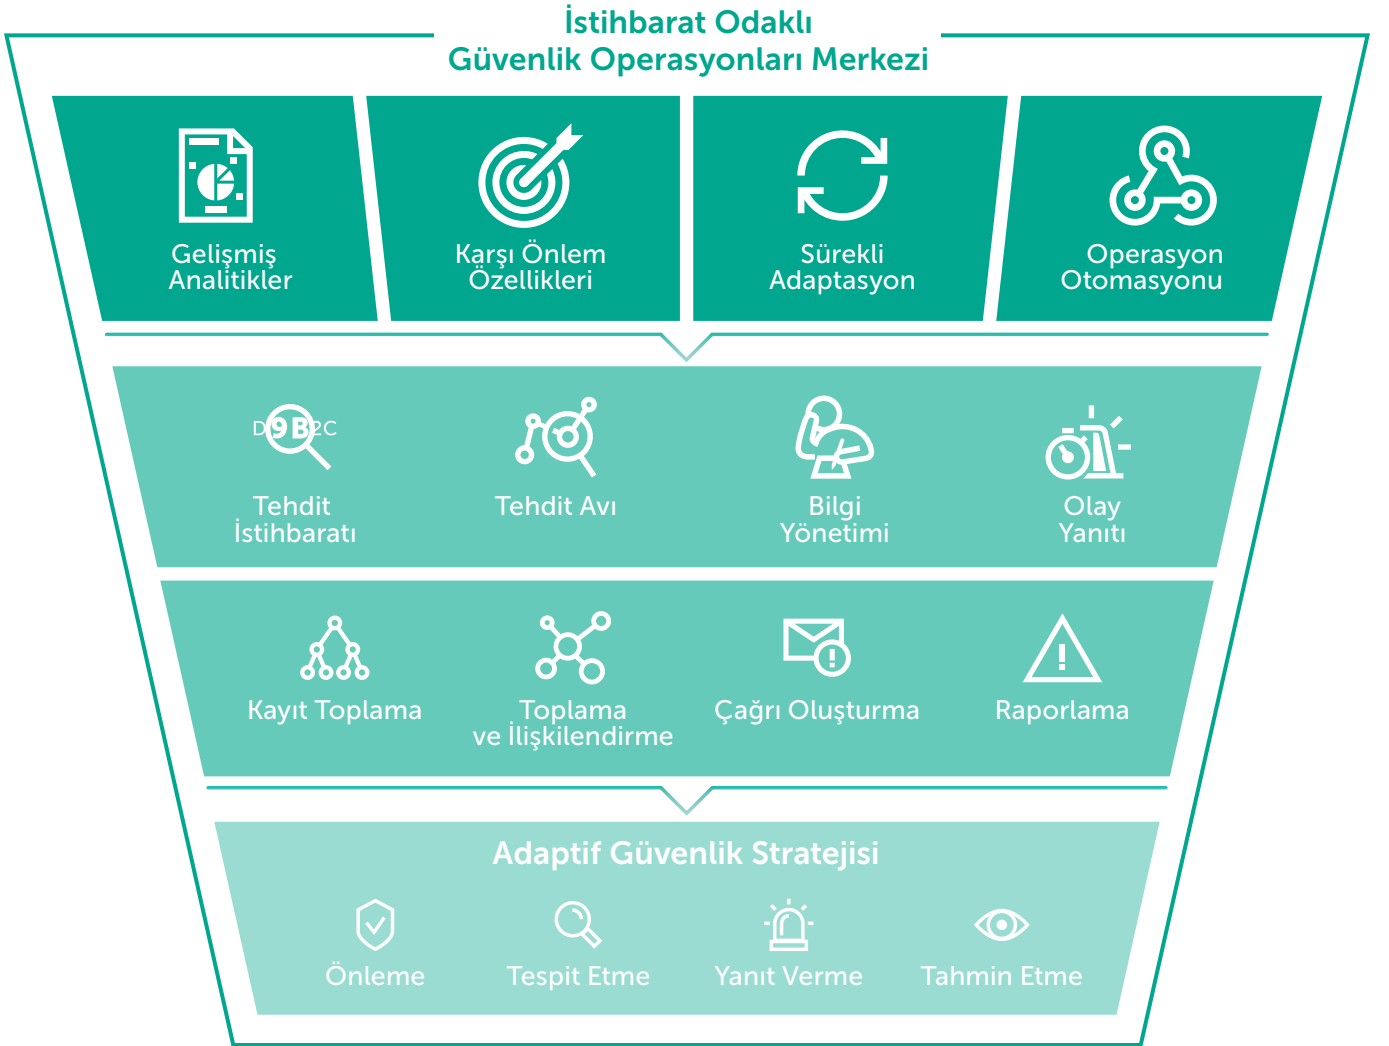 İstihbarat Odaklı
Güvenlik Operasyonları Merkezi
Gelişmiş
Analitikler
Karşı Önlem
Özellikleri
Sürekli
Adaptasyon
Operasyon
Otomasyonu
D9B2C
Tehdit
İstihbaratı
Tehdit Avı
Bilgi
Yönetimi
Olay
Yanıtı
Kayıt Toplama
Toplama
ve İlişkilendirme
Çağrı Oluşturma
Raporlama
Adaptif Güvenlik Stratejisi
Önleme
Tespit Etme
Yanıt Verme
Tahmin Etme